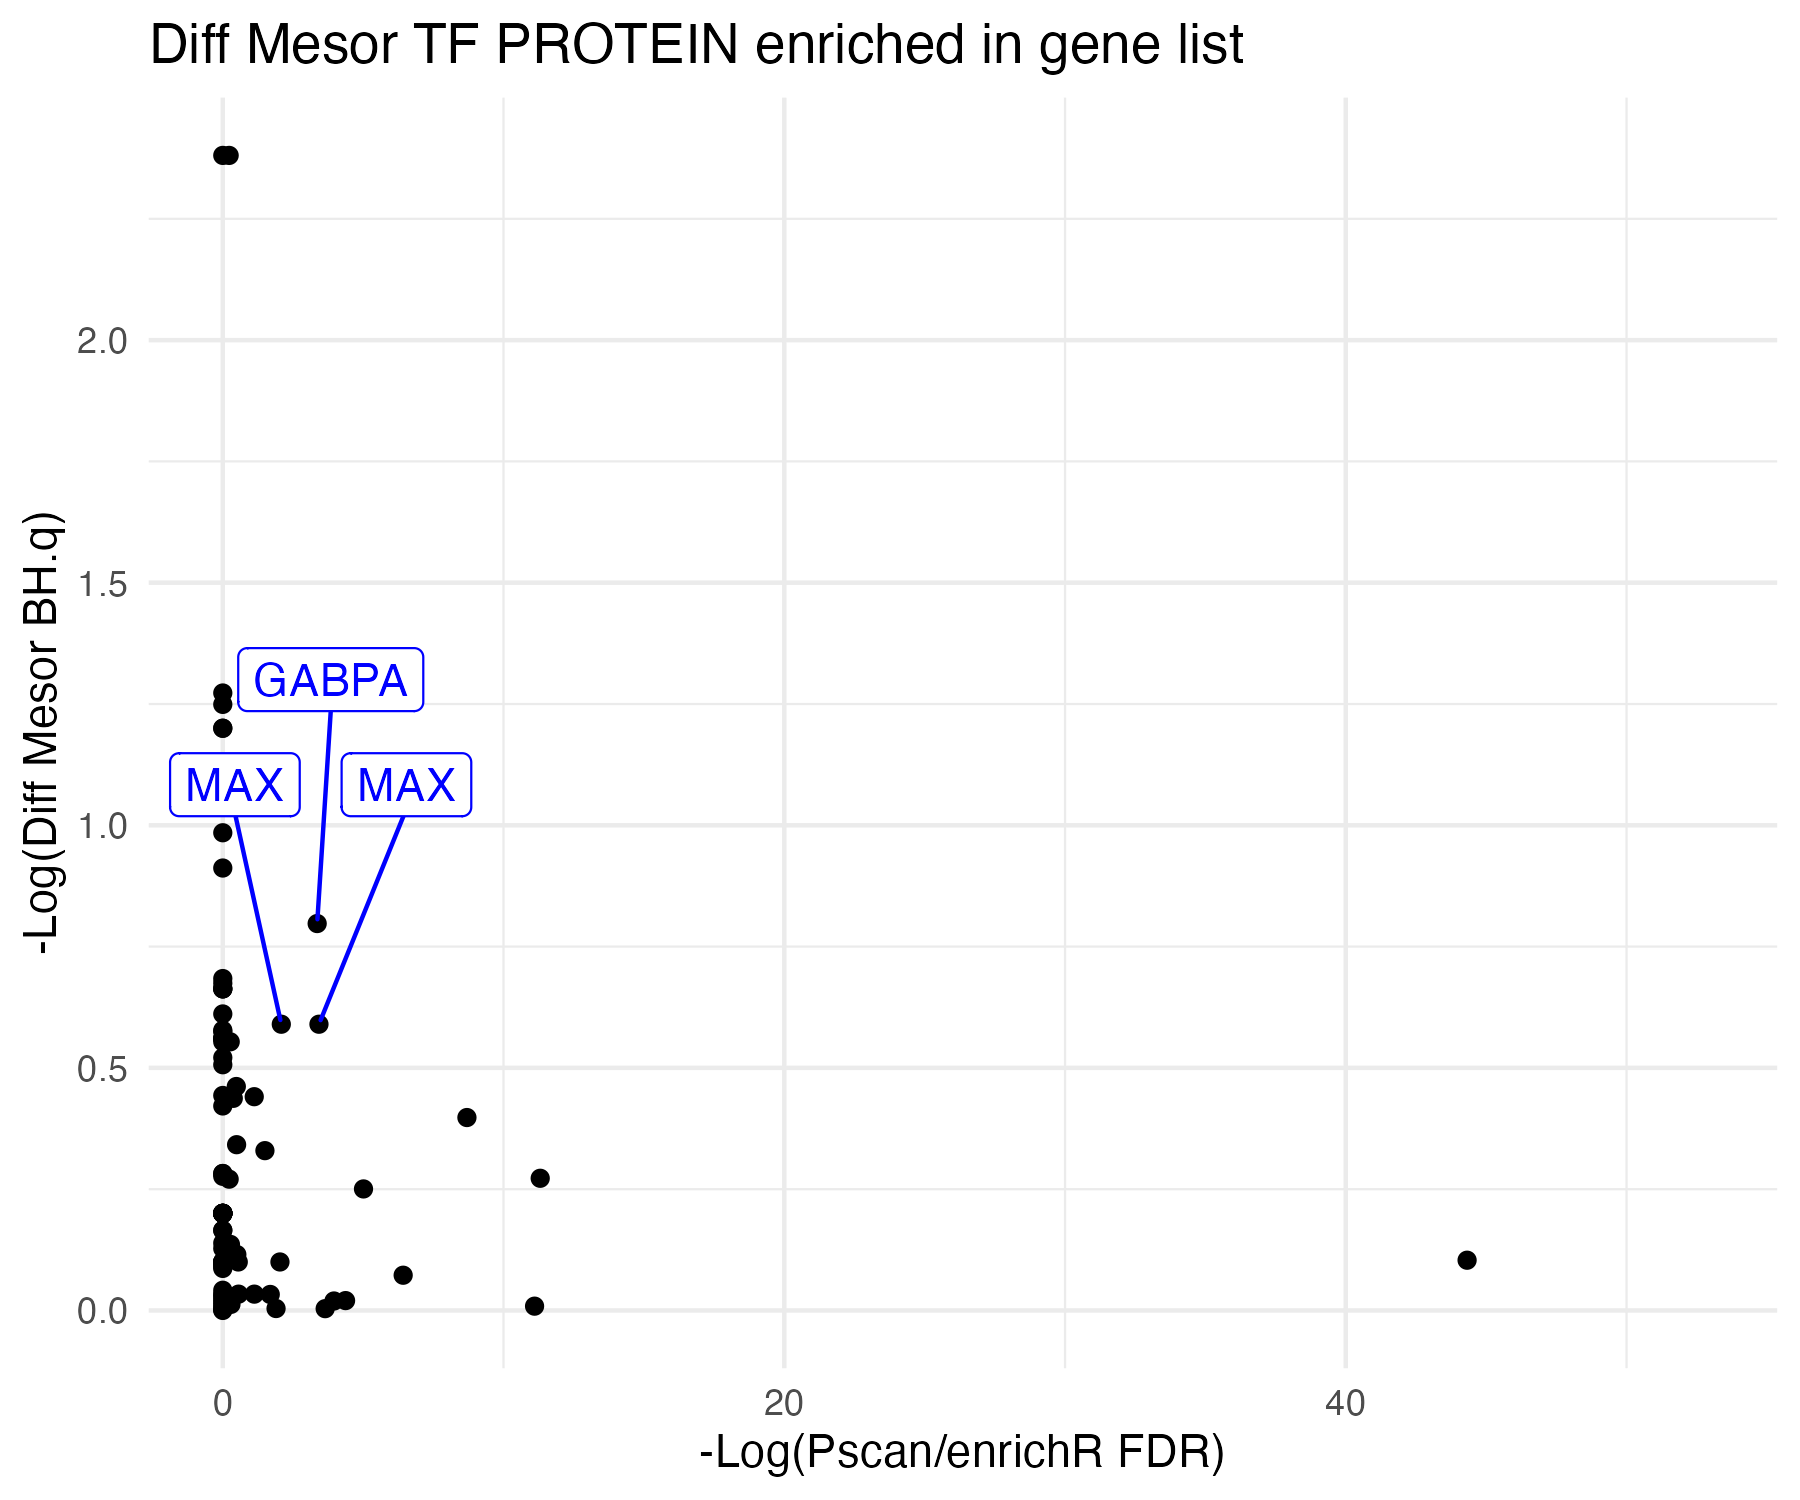 Diff Mesor TF PROTEIN enriched in gene list
-Log(Diff Mesor BH.q)
2.0
1.5
1.0
0.5
0.0
GABPA
MAX
MAX
0
20
40
-Log(Pscan/enrichR FDR)